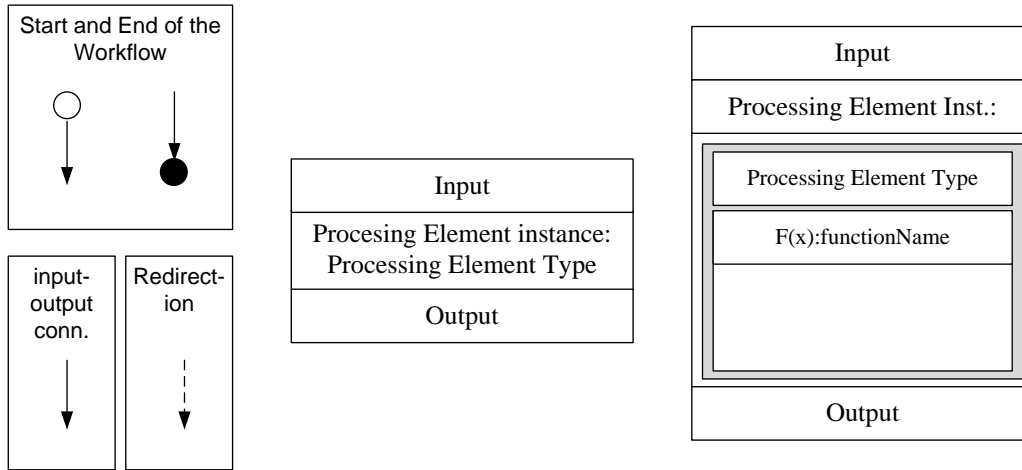 Start and End of the
Workflow
input-
output
conn.
Redirect-
ion
Input
Procesing Element instance:
Processing Element Type
Output
Input
Processing Element Inst.:
Processing Element Type
F(x):functionName
Output